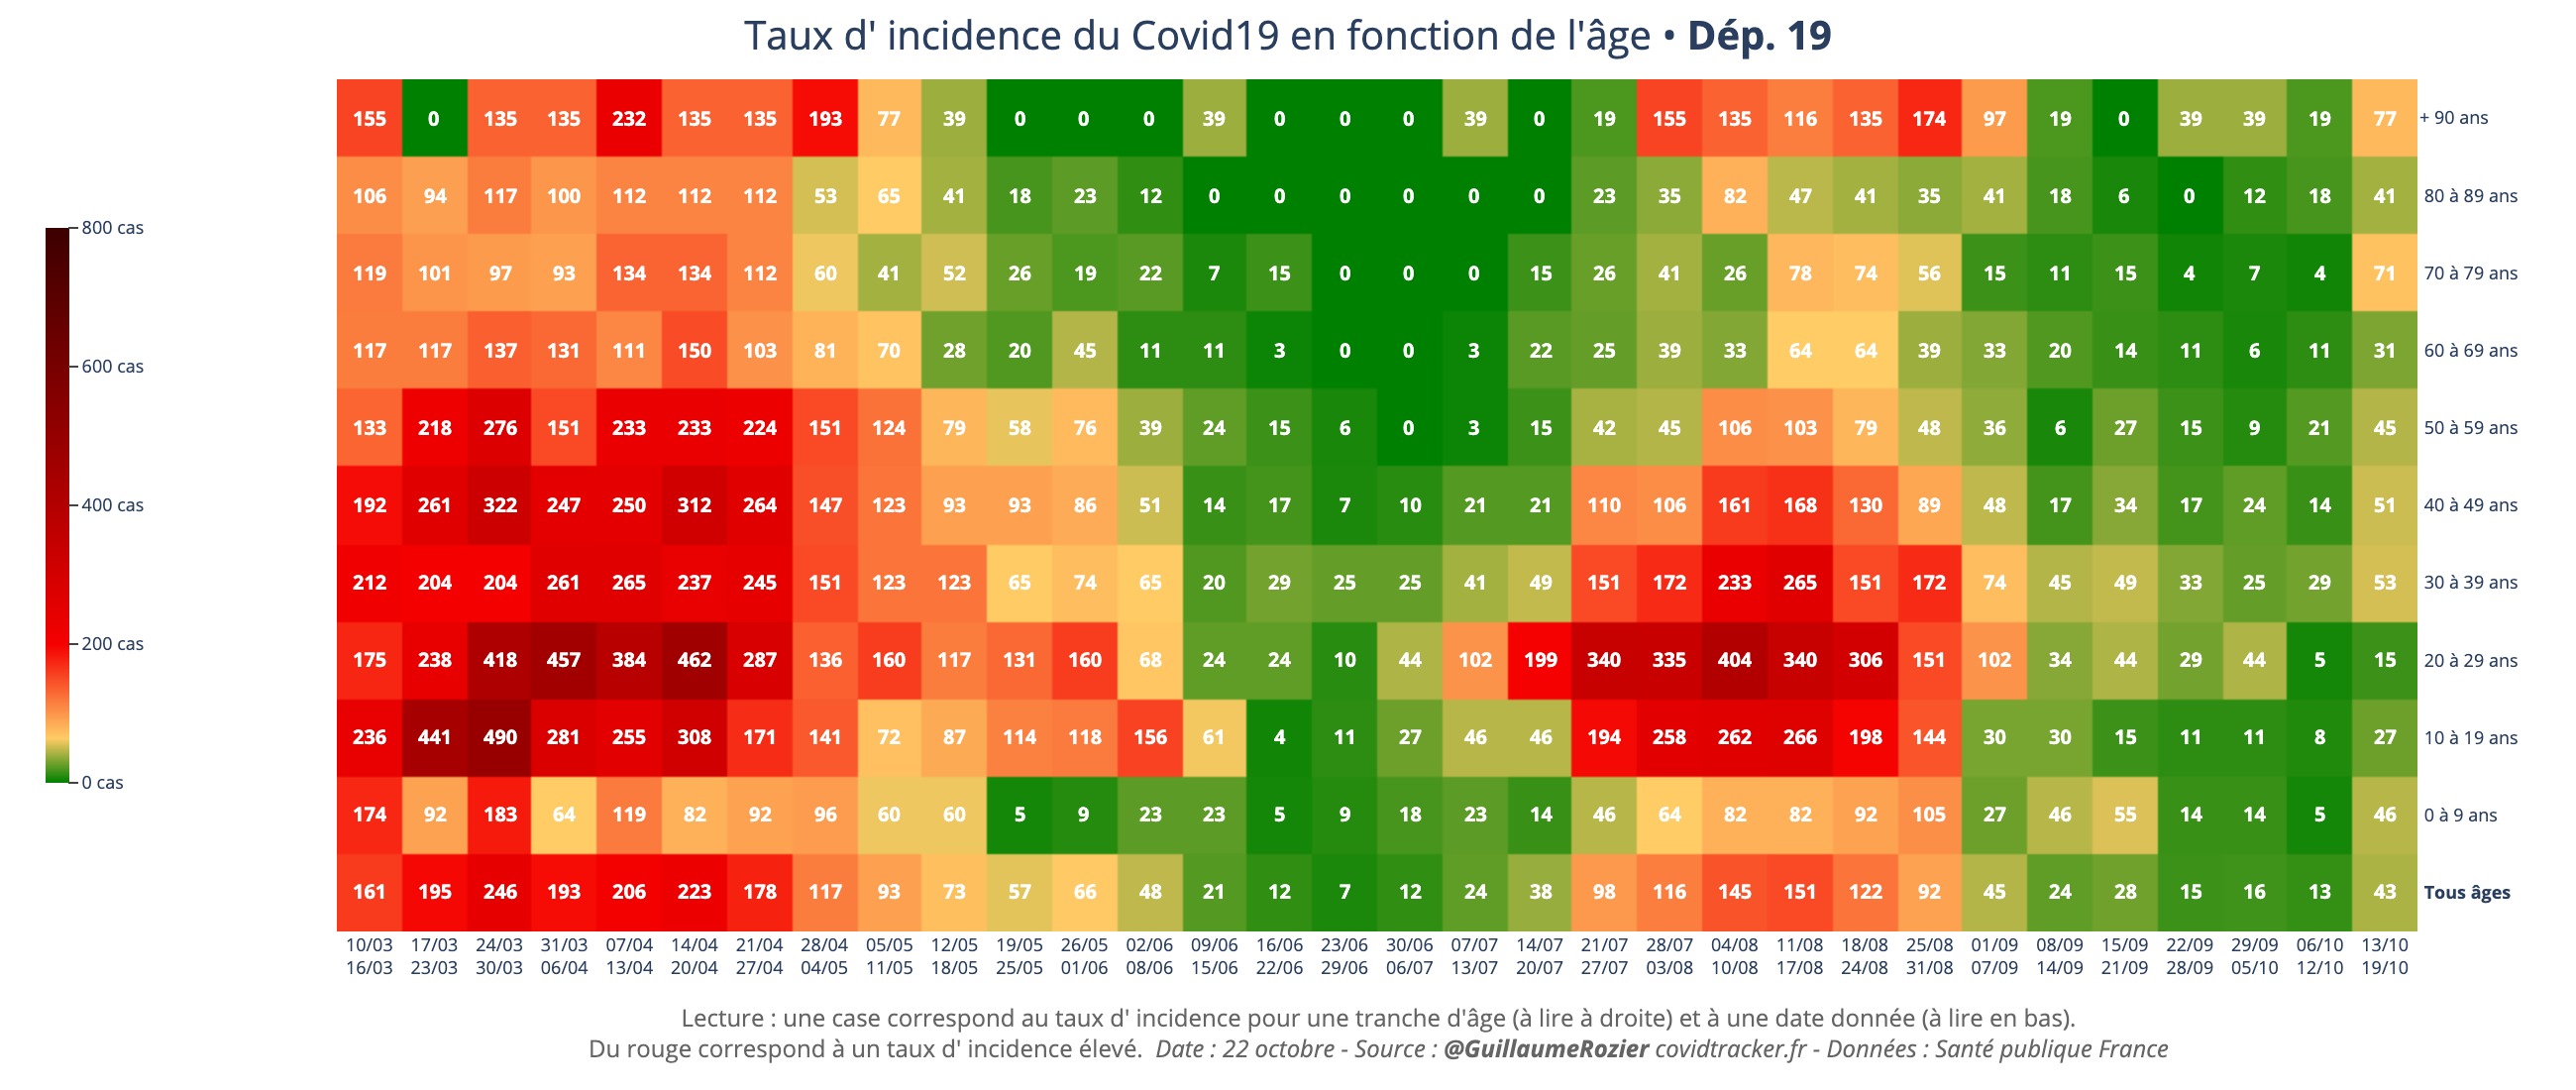 Taux d' incidence du Covid19 en fonction de l'âge • Dép. 19
800 cas
600 cas
400 cas
200 cas
0 cas
155 0 135 135 232 135 135 193 77 39 0 0 0 39 0 0 0 39 0 19 155 135 116 135 174 97 19 0 39 39 19 77 + 90 ans
106 94 117 100 112 112 112 53 65 41 18 23 12 0 0 0 0 0 0 23 35 82 47 41 35 41 18 6 0 12 18 41 80 à 89 ans
119 101 97 93 134 134 112 60 41 52 26 19 22 7 15 0 0 0 15 26 41 26 78 74 56 15 11 15 4 7 4 71 70 à 79 ans
117 117 137 131 111 150 103 81 70 28 20 45 11 11 3 0 0 3 22 25 39 33 64 64 39 33 20 14 11 6 11 31 60 à 69 ans
133 218 276 151 233 233 224 151 124 79 58 76 39 24 15 6 0 3 15 42 45 106 103 79 48 36 6 27 15 9 21 45 50 à 59 ans
192 261 322 247 250 312 264 147 123 93 93 86 51 14 17 7 10 21 21 110 106 161 168 130 89 48 17 34 17 24 14 51 40 à 49 ans
212 204 204 261 265 237 245 151 123 123 65 74 65 20 29 25 25 41 49 151 172 233 265 151 172 74 45 49 33 25 29 53 30 à 39 ans
175 238 418 457 384 462 287 136 160 117 131 160 68 24 24 10 44 102 199 340 335 404 340 306 151 102 34 44 29 44 5 15 20 à 29 ans
236 441 490 281 255 308 171 141 72 87 114 118 156 61 4 11 27 46 46 194 258 262 266 198 144 30 30 15 11 11 8 27 10 à 19 ans
174 92 183 64 119 82 92 96 60 60 5 9 23 23 5 9 18 23 14 46 64 82 82 92 105 27 46 55 14 14 5 46 0 à 9 ans
161 195 246 193 206 223 178 117 93 73 57 66 48 21 12 7 12 24 38 98 116 145 151 122 92 45 24 28 15 16 13 43 Tous âges
10/03 17/03 24/03 31/03 07/04 14/04 21/04 28/04 05/05 12/05 19/05 26/05 02/06 09/06 16/06 23/06 30/06 07/07 14/07 21/07 28/07 04/08 11/08 18/08 25/08 01/09 08/09 15/09 22/09 29/09 06/10 13/10
16/03 23/03 30/03 06/04 13/04 20/04 27/04 04/05 11/05 18/05 25/05 01/06 08/06 15/06 22/06 29/06 06/07 13/07 20/07 27/07 03/08 10/08 17/08 24/08 31/08 07/09 14/09 21/09 28/09 05/10 12/10 19/10
Lecture : une case correspond au taux d' incidence pour une tranche d'âge (à lire à droite) et à une date donnée (à lire en bas).
Du rouge correspond à un taux d' incidence élevé. Date : 22 octobre - Source : @GuillaumeRozier covidtracker.fr - Données : Santé publique France